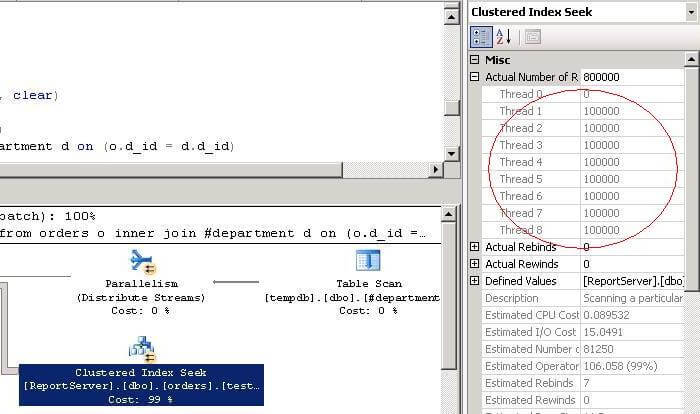 , clear)
artment d on (o.d_id = d.d_id)
batch): 100%
from orders o inner join #department d on (o.d_id =…
Parallelism
(Distribute Streams)
Cost: 0 %
Table Scan
[tempdb].[dbo].[#department
Cost: 0 %
Clustered Index Seek
[ReportServer].[dbo].[orders].[test…
Cost: 99 %
Clustered Index Seek
Misc
Actual Number of R 800000
Thread 0 0
Thread 1 100000
Thread 2 100000
Thread 3 100000
Thread 4 100000
Thread 5 100000
Thread 6 100000
Thread 7 100000
Thread 8 100000
Actual Rebinds 0
Actual Rewinds 0
Defined Values [ReportServer].[dbo]
Description Scanning a particular
Estimated CPU Cost 0.089532
Estimated I/O Cost 15.0491
Estimated Number o 81250
Estimated Operator 106.058 (99%)
Estimated Rebinds 7